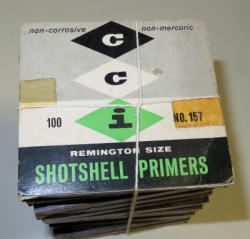 non-corrosive non-mercuric
C
C
i
100 NO. 157
REMINGTON SIZE
SHOTSHELL PRIMERS